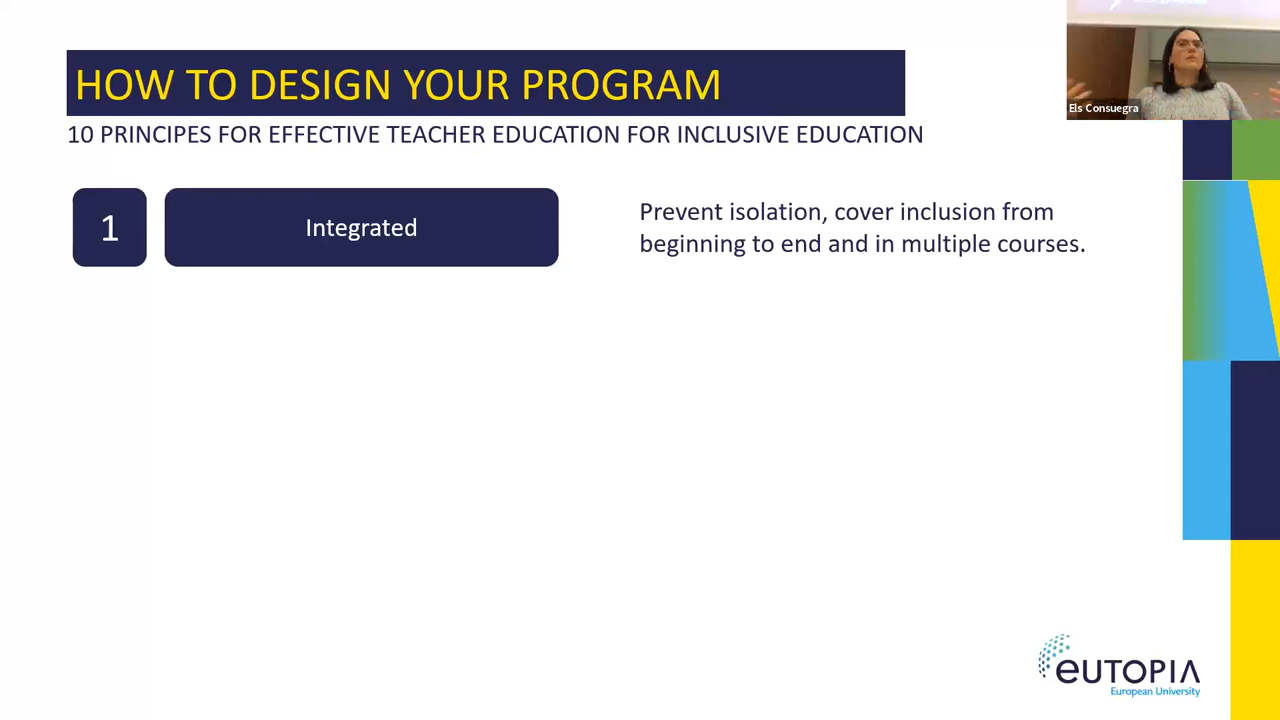 HOW TO DESIGN YOUR PROGRAM
10 PRINCIPES FOR EFFECTIVE TEACHER EDUCATION FOR INCLUSIVE EDUCATION
Els Consuegra
1
Integrated
Prevent isolation, cover inclusion from
beginning to end and in multiple courses.
eUTOPIA
European University